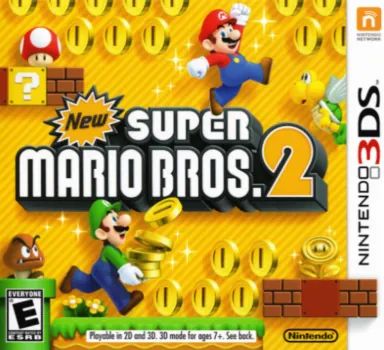 NINTENDO
NETWORK
?
New
SUPER
MARIO BROS. 2
NINTENDO 3DS
EVERYONE
E
ESRB
Playable in 2D and 3D. 3D mode for ages 7+. See back.
Nintendo